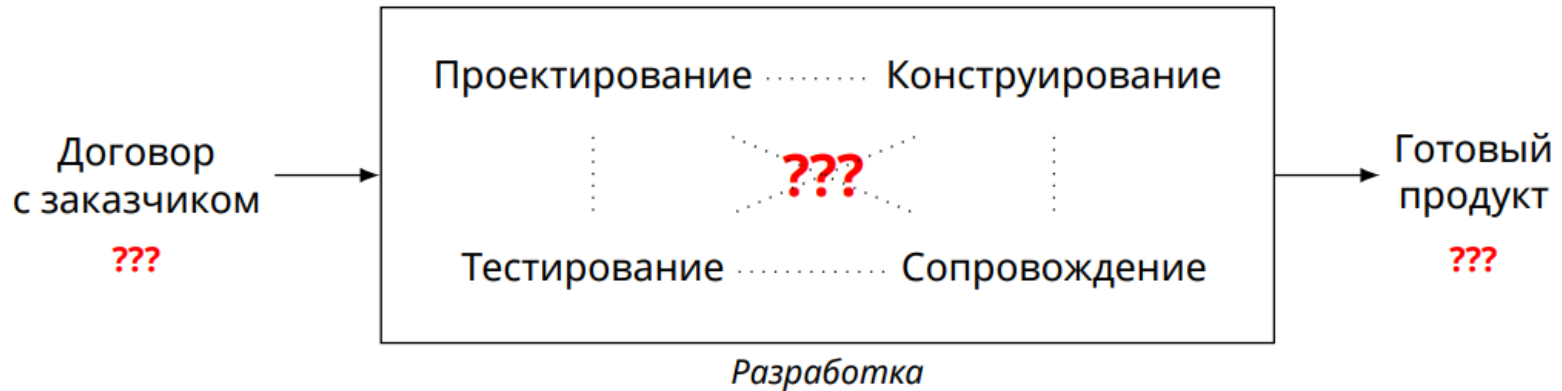 Проектирование
Конструирование
Договор
с заказчиком
???
???
Готовый
продукт
???
Тестирование
Сопровождение
Разработка